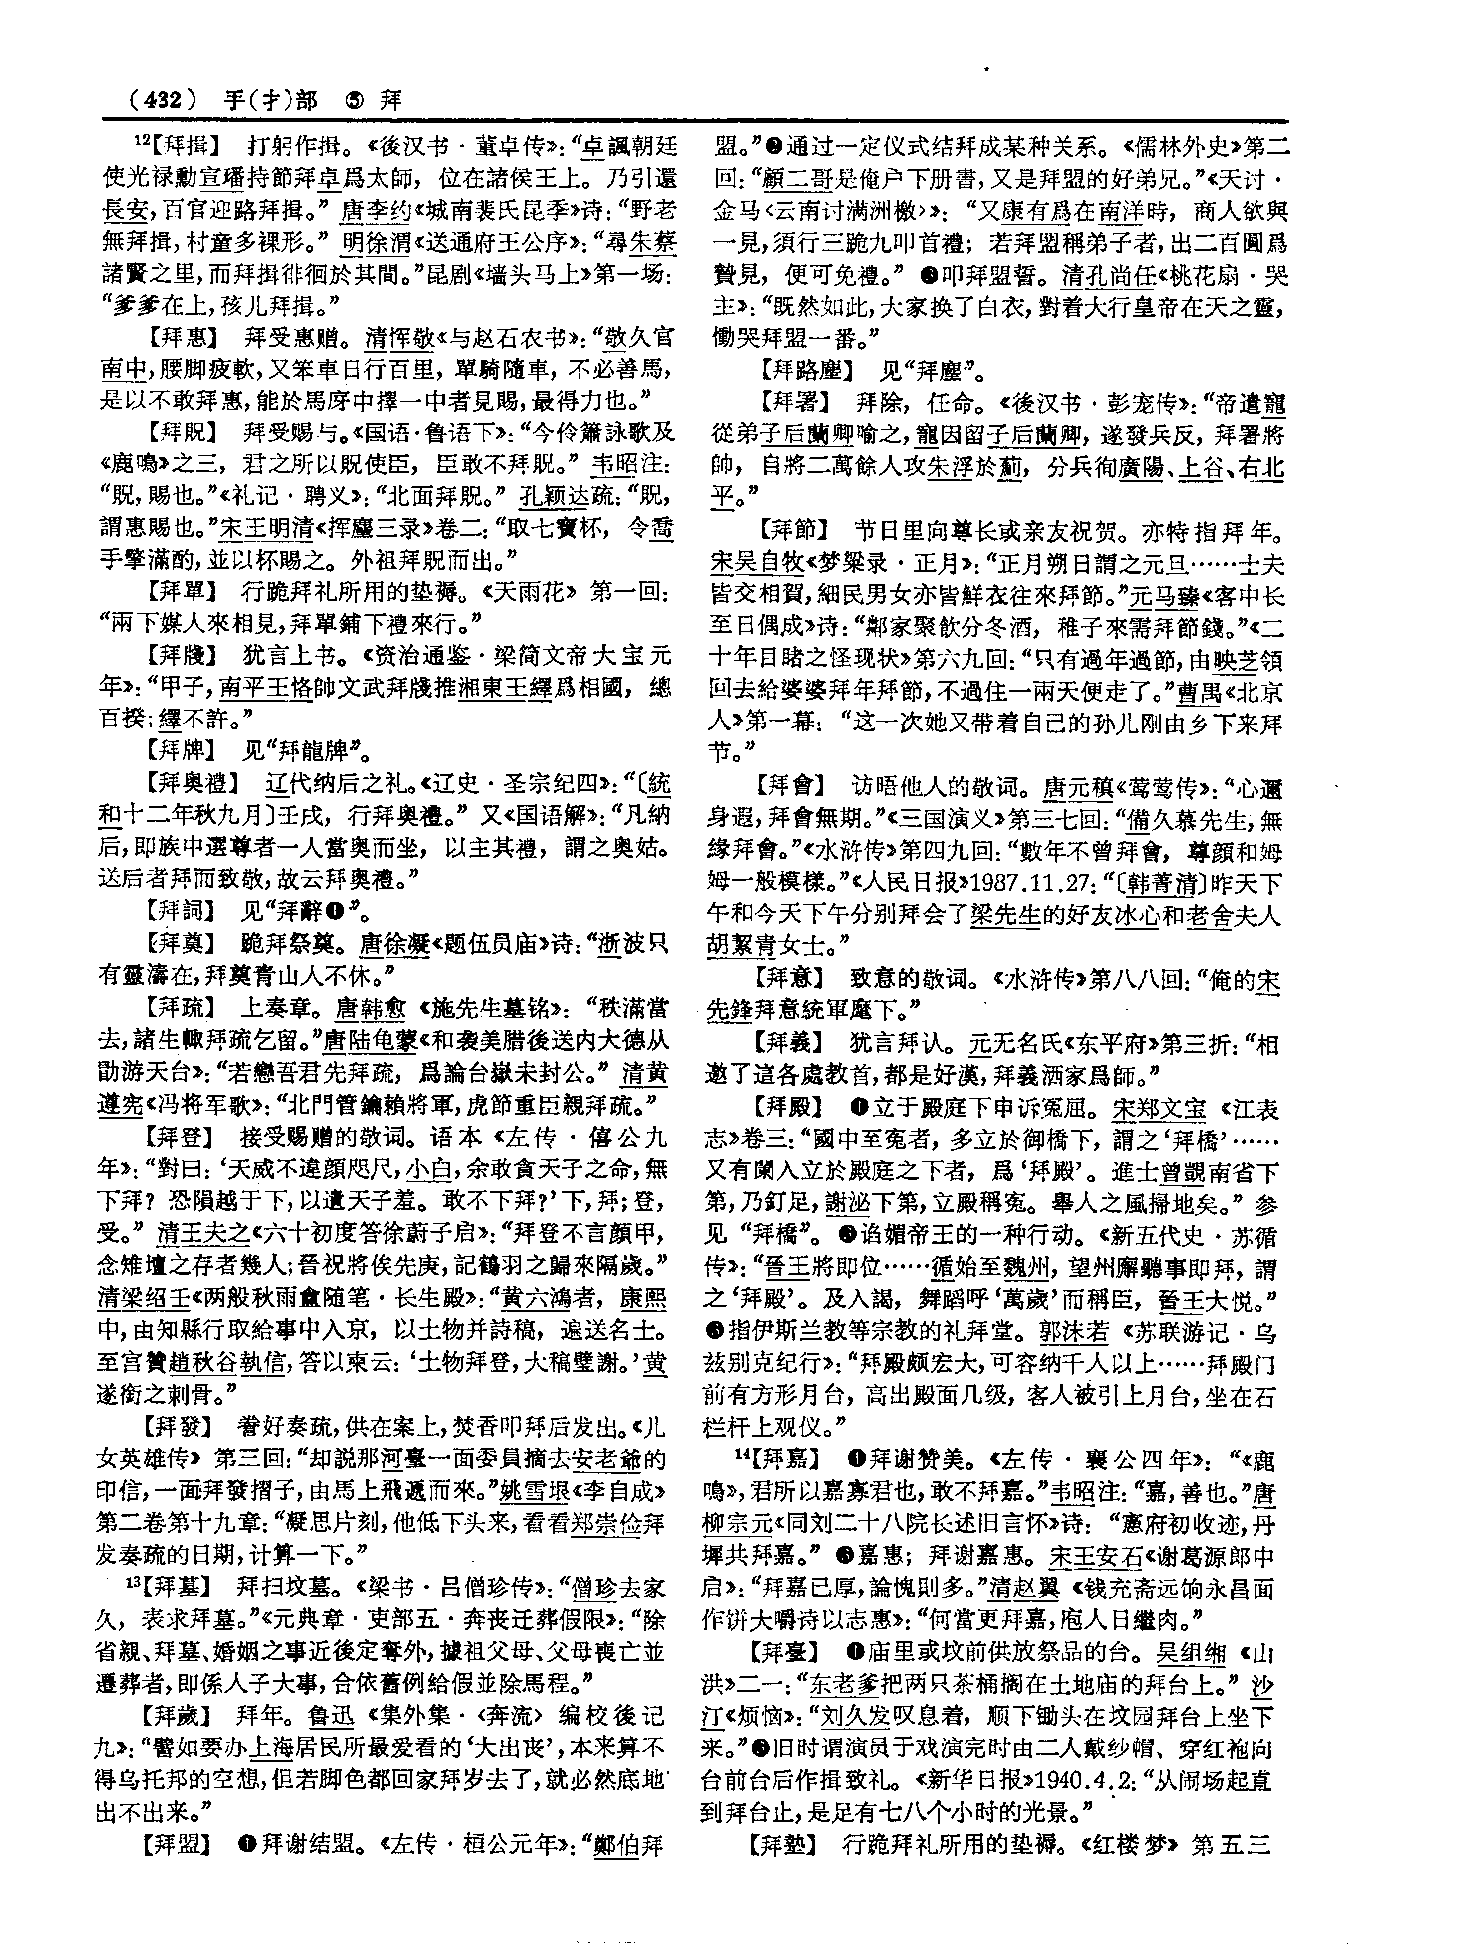 (432) 手(扌)部 ⑤ 拜
12【拜揖】 打躬作揖。《後汉书·董卓传》：“卓諷朝廷
使光禄勳宣璠持節拜卓爲太師，位在諸侯王上。乃引還
長安，百官迎路拜揖。”唐李约《城南裴氏昆季》诗：“野老
無拜揖，村童多裸形。”明徐渭《送通府王公序》：“尋朱蔡
諸賢之里，而拜揖徘徊於其間。”昆剧《墙头马上》第一场：
“爹爹在上，孩儿拜揖。”
【拜惠】 拜受惠赠。清恽敬《与赵石农书》：“敬久官
南中，腰脚疲軟，又笨車日行百里，單騎隨車，不必善馬，
是以不敢拜惠，能於馬庌中擇一中者見賜，最得力也。”
【拜貺】 拜受赐与。《国语·鲁语下》：“今伶簫詠歌及
《鹿鳴》之三，君之所以貺使臣，臣敢不拜貺。”韦昭注：
“貺，賜也。”《礼记·聘义》：“北面拜貺。”孔颖达疏：“貺，
謂惠賜也。”宋王明清《挥麈三录》卷二：“取七寶杯，令喬
手擎滿酌，並以杯賜之。外祖拜貺而出。”
【拜單】 行跪拜礼所用的垫褥。《天雨花》第一回：
“兩下媒人來相見，拜單鋪下禮來行。”
【拜牋】 犹言上书。《资治通鉴·梁简文帝大宝元
年》：“甲子，南平王恪帥文武拜牋推湘東王繹爲相國，總
百揆；繹不許。”
【拜牌】 见“拜龍牌”。
【拜奥禮】 辽代纳后之礼。《辽史·圣宗纪四》：“〔統
和十二年秋九月〕壬戌，行拜奥禮。”又《国语解》：“凡納
后，即族中選尊者一人當奥而坐，以主其禮，謂之奥姑。
送后者拜而致敬，故云拜奥禮。”
【拜詞】 见“拜辭❶”。
【拜奠】 跪拜祭奠。唐徐凝《题伍员庙》诗：“浙波只
有靈濤在，拜奠青山人不休。”
【拜疏】 上奏章。唐韩愈《施先生墓铭》：“秩滿當
去，諸生輒拜疏乞留。”唐陆龟蒙《和袭美腊後送内大德从
勖游天台》：“若戀吾君先拜疏，爲論台嶽未封公。”清黄
遵宪《冯将军歌》：“北門管鑰賴將軍，虎節重臣親拜疏。”
【拜登】 接受赐赠的敬词。语本《左传·僖公九
年》：“對曰：‘天威不違顔咫尺，小白，余敢貪天子之命，無
下拜？恐隕越于下，以遺天子羞。敢不下拜？’下，拜；登，
受。”清王夫之《六十初度答徐蔚子启》：“拜登不言顔甲，
念雉壇之存者幾人；晉祝將俟先庚，記鶴羽之歸來隔歲。”
清梁绍壬《两般秋雨盦随笔·长生殿》：“黄六鴻者，康熙
中，由知縣行取給事中入京，以土物并詩稿，遍送名士。
至宫贊趙秋谷執信，答以柬云：‘土物拜登，大稿璧謝。’黄
遂銜之刺骨。”
【拜發】 誊好奏疏，供在案上，焚香叩拜后发出。《儿
女英雄传》第三回：“却説那河臺一面委員摘去安老爺的
印信，一面拜發摺子，由馬上飛遞而來。”姚雪垠《李自成》
第二卷第十九章：“凝思片刻，他低下头来，看看郑崇俭拜
发奏疏的日期，计算一下。”
13【拜墓】 拜扫坟墓。《梁书·吕僧珍传》：“僧珍去家
久，表求拜墓。”《元典章·吏部五·奔丧迁葬假限》：“除
省親、拜墓、婚姻之事近後定奪外，據祖父母、父母喪亡並
遷葬者，即係人子大事，合依舊例給假並除馬程。”
【拜歲】 拜年。鲁迅《集外集·〈奔流〉编校後记
九》：“譬如要办上海居民所最爱看的‘大出丧’，本来算不
得乌托邦的空想，但若脚色都回家拜岁去了，就必然底地
出不出来。”
【拜盟】 ❶拜谢结盟。《左传·桓公元年》：“鄭伯拜
盟。”❷通过一定仪式结拜成某种关系。《儒林外史》第二
回：“顧二哥是俺户下册書，又是拜盟的好弟兄。”《天讨·
金马〈云南讨满洲檄〉》：“又康有爲在南洋時，商人欲與
一見，須行三跪九叩首禮；若拜盟稱弟子者，出二百圓爲
贄見，便可免禮。”❸叩拜盟誓。清孔尚任《桃花扇·哭
主》：“既然如此，大家换了白衣，對着大行皇帝在天之靈，
慟哭拜盟一番。”
【拜路塵】 见“拜塵”。
【拜署】 拜除，任命。《後汉书·彭宠传》：“帝遣寵
從弟子后蘭卿喻之，寵因留子后蘭卿，遂發兵反，拜署將
帥，自將二萬餘人攻朱浮於薊，分兵徇廣陽、上谷、右北
平。”
【拜節】 节日里向尊长或亲友祝贺。亦特指拜年。
宋吴自牧《梦粱录·正月》：“正月朔日謂之元旦……士夫
皆交相賀，細民男女亦皆鮮衣往來拜節。”元马臻《客中长
至日偶成》诗：“鄰家聚飲分冬酒，稚子來需拜節錢。”《二
十年目睹之怪现状》第六九回：“只有過年過節，由映芝領
回去給婆婆拜年拜節，不過住一兩天便走了。”曹禺《北京
人》第一幕：“这一次她又带着自己的孙儿刚由乡下来拜
节。”
【拜會】 访晤他人的敬词。唐元稹《莺莺传》：“心邇
身遐，拜會無期。”《三国演义》第三七回：“備久慕先生，無
緣拜會。”《水浒传》第四九回：“數年不曾拜會，尊顔和姆
姆一般模樣。”《人民日报》1987.11.27：“〔韩菁清〕昨天下
午和今天下午分别拜会了梁先生的好友冰心和老舍夫人
胡絜青女士。”
【拜意】 致意的敬词。《水浒传》第八八回：“俺的宋
先鋒拜意統軍麾下。”
【拜義】 犹言拜认。元无名氏《东平府》第三折：“相
邀了這各處教首，都是好漢，拜義洒家爲師。”
【拜殿】 ❶立于殿庭下申诉冤屈。宋郑文宝《江表
志》卷三：“國中至冤者，多立於御橋下，謂之‘拜橋’……
又有闌入立於殿庭之下者，爲‘拜殿’。進士曾覬南省下
第，乃釘足，謝泌下第，立殿稱冤。舉人之風掃地矣。”参
见“拜橋”。❷谄媚帝王的一种行动。《新五代史·苏循
传》：“晉王將即位……循始至魏州，望州廨聽事即拜，謂
之‘拜殿’。及入謁，舞蹈呼‘萬歲’而稱臣，晉王大悦。”
❸指伊斯兰教等宗教的礼拜堂。郭沫若《苏联游记·乌
兹别克纪行》：“拜殿颇宏大，可容纳千人以上……拜殿门
前有方形月台，高出殿面几级，客人被引上月台，坐在石
栏杆上观仪。”
14【拜嘉】 ❶拜谢赞美。《左传·襄公四年》：“《鹿
鳴》，君所以嘉寡君也，敢不拜嘉。”韦昭注：“嘉，善也。”唐
柳宗元《同刘二十八院长述旧言怀》诗：“憲府初收迹，丹
墀共拜嘉。”❷嘉惠；拜谢嘉惠。宋王安石《谢葛源郎中
启》：“拜嘉已厚，論愧則多。”清赵翼《钱充斋远饷永昌面
作饼大嚼诗以志惠》：“何當更拜嘉，庖人日繼肉。”
【拜臺】 ❶庙里或坟前供放祭品的台。吴组缃《山
洪》二一：“东老爹把两只茶桶搁在土地庙的拜台上。”沙
汀《烦恼》：“刘久发叹息着，顺下锄头在坟园拜台上坐下
来。”❷旧时谓演员于戏演完时由二人戴纱帽、穿红袍向
台前台后作揖致礼。《新华日报》1940.4.2：“从闹场起直
到拜台止，是足有七八个小时的光景。”
【拜墊】 行跪拜礼所用的垫褥。《红楼梦》第五三